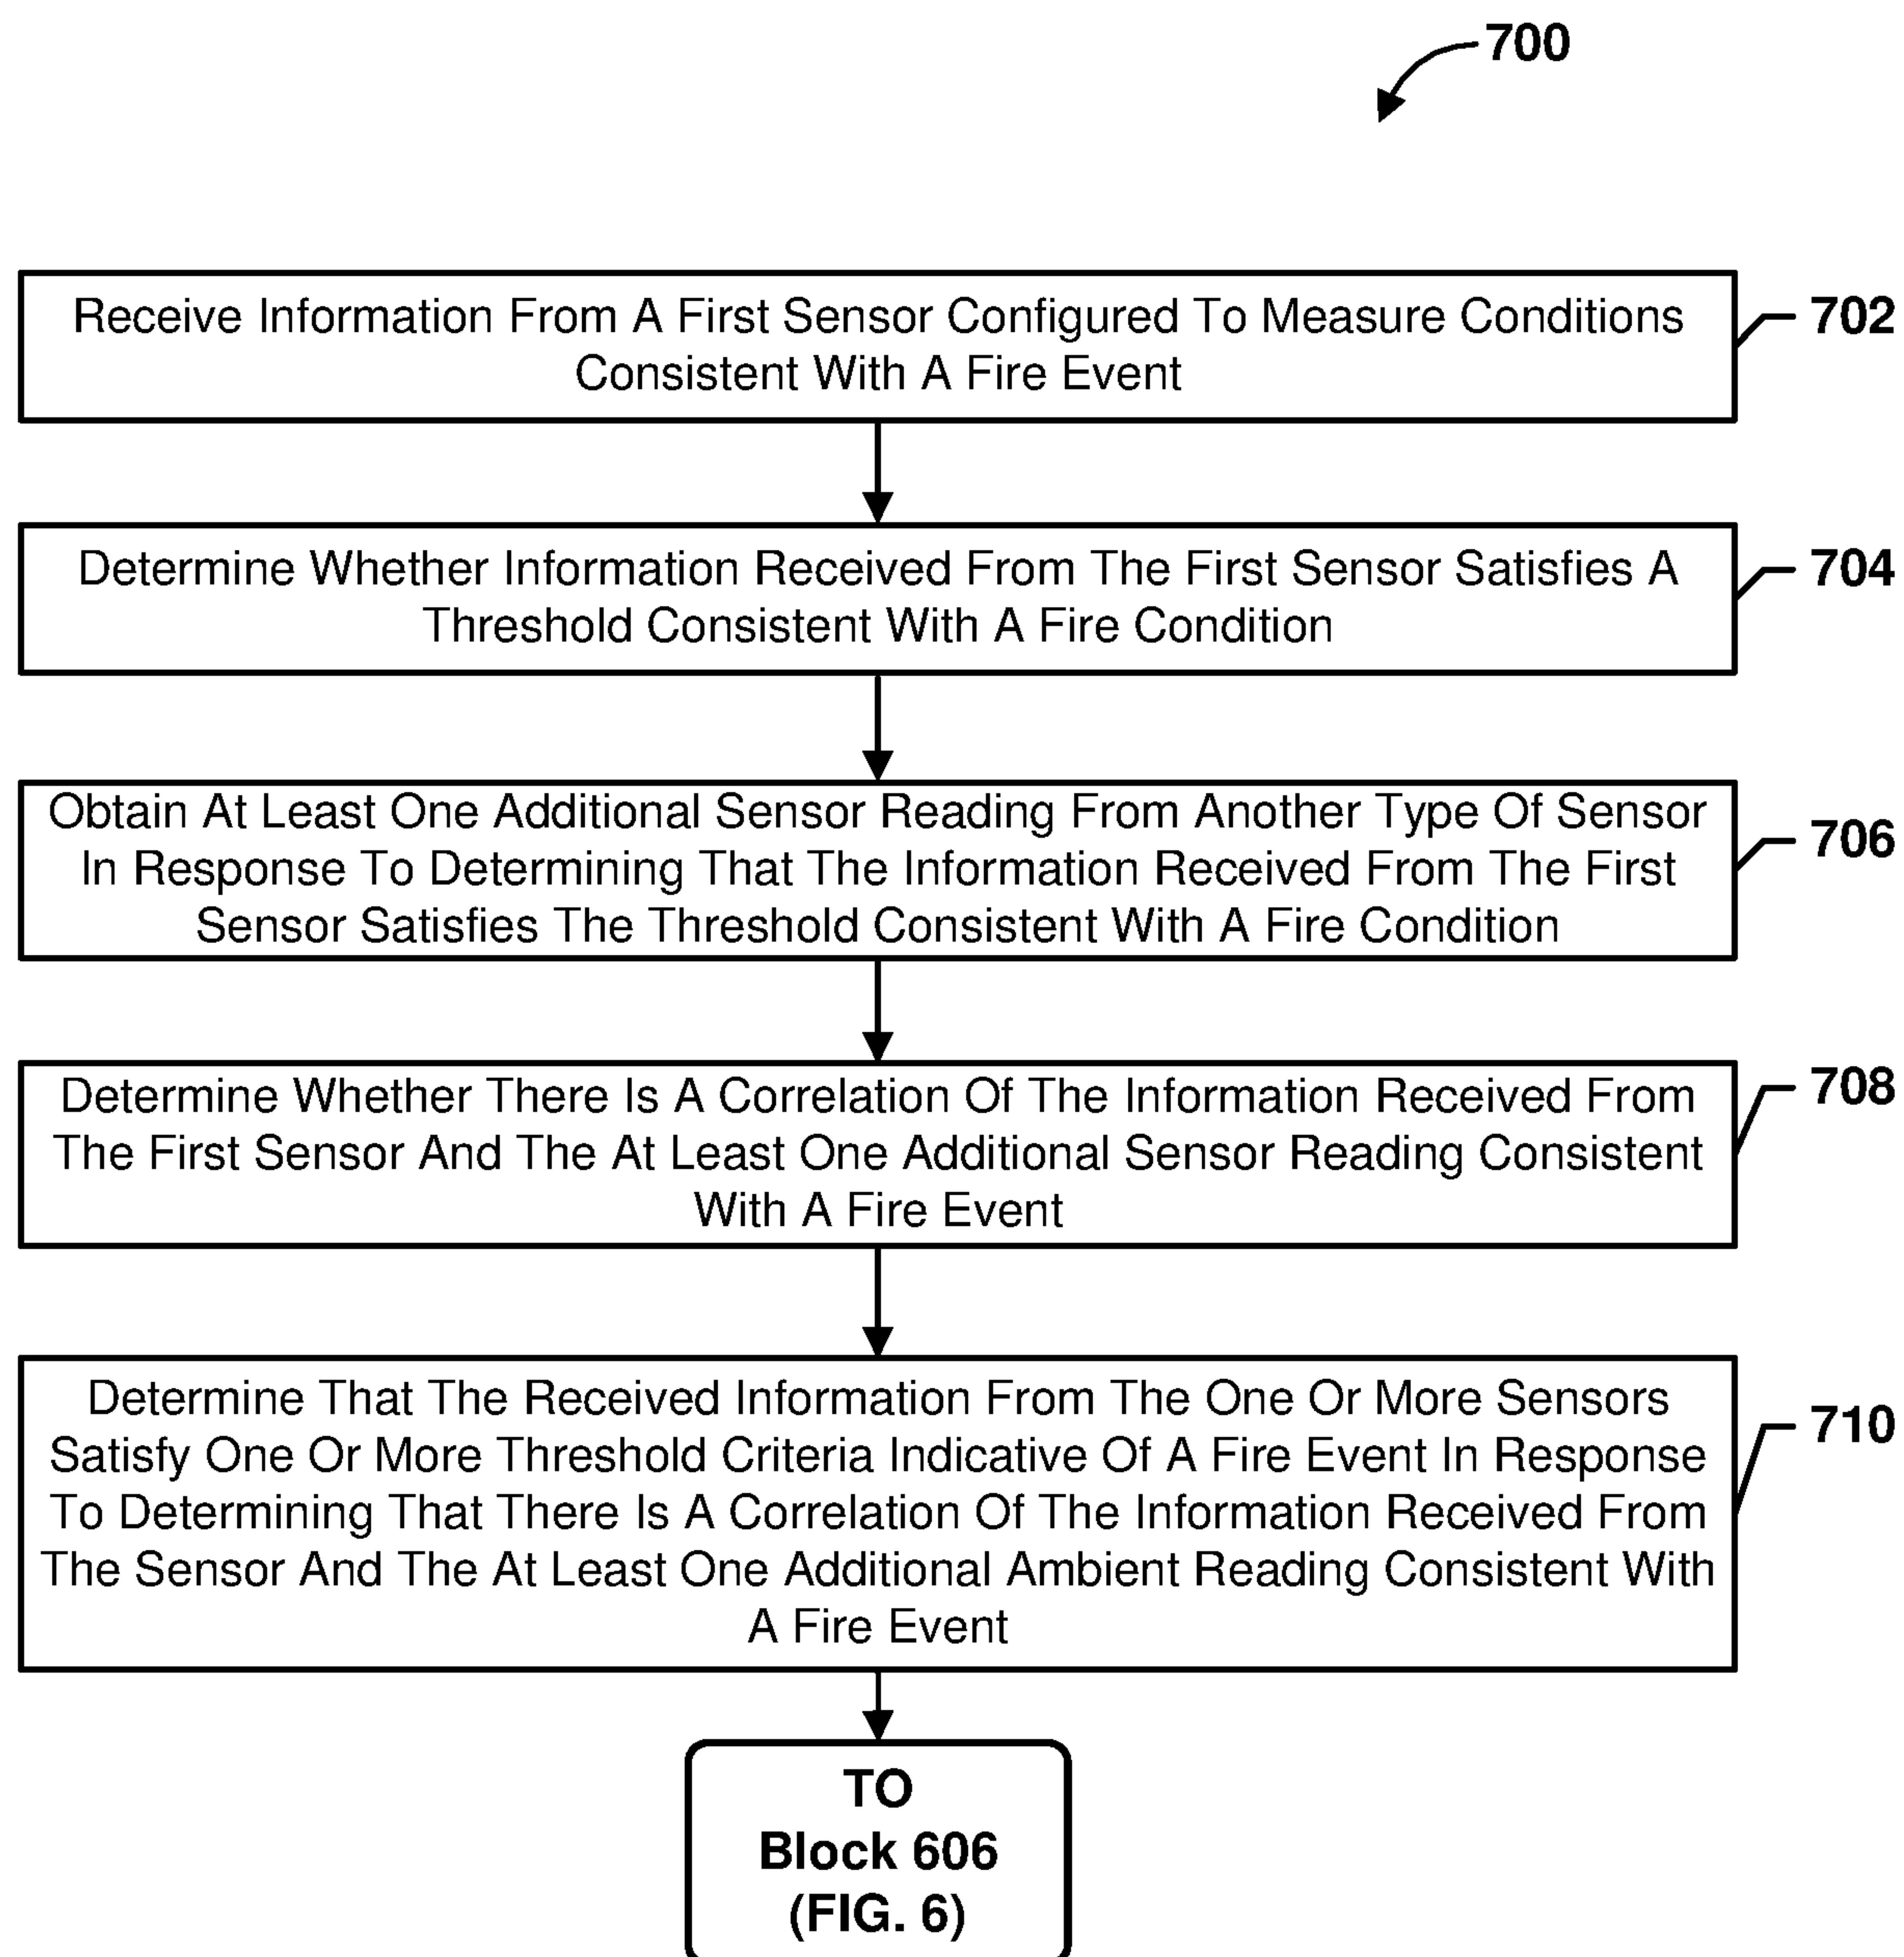 700
Receive Information From A First Sensor Configured To Measure Conditions
Consistent With A Fire Event
702
Determine Whether Information Received From The First Sensor Satisfies A
Threshold Consistent With A Fire Condition
704
Obtain At Least One Additional Sensor Reading From Another Type Of Sensor
In Response To Determining That The Information Received From The First
Sensor Satisfies The Threshold Consistent With A Fire Condition
706
Determine Whether There Is A Correlation Of The Information Received From
The First Sensor And The At Least One Additional Sensor Reading Consistent
With A Fire Event
708
Determine That The Received Information From The One Or More Sensors
Satisfy One Or More Threshold Criteria Indicative Of A Fire Event In Response
To Determining That There Is A Correlation Of The Information Received From
The Sensor And The At Least One Additional Ambient Reading Consistent With
A Fire Event
710
TO
Block 606
(FIG. 6)